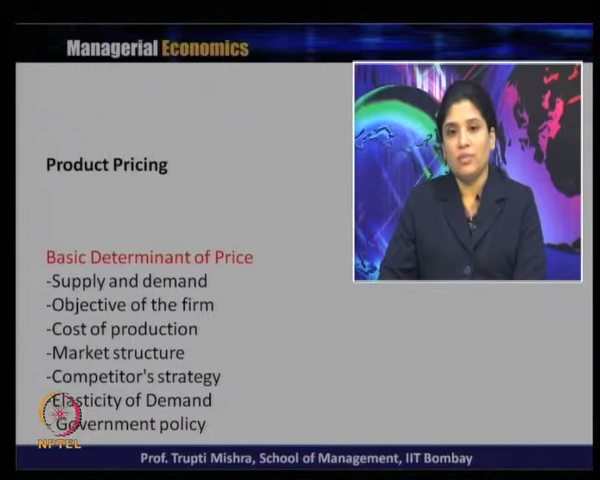 Managerial Economics
Product Pricing
Basic Determinant of Price
-Supply and demand
-Objective of the firm
-Cost of production
-Market structure
-Competitor's strategy
-Elasticity of Demand
- Government policy
NPTEL
Prof. Trupti Mishra, School of Management, IIT Bombay